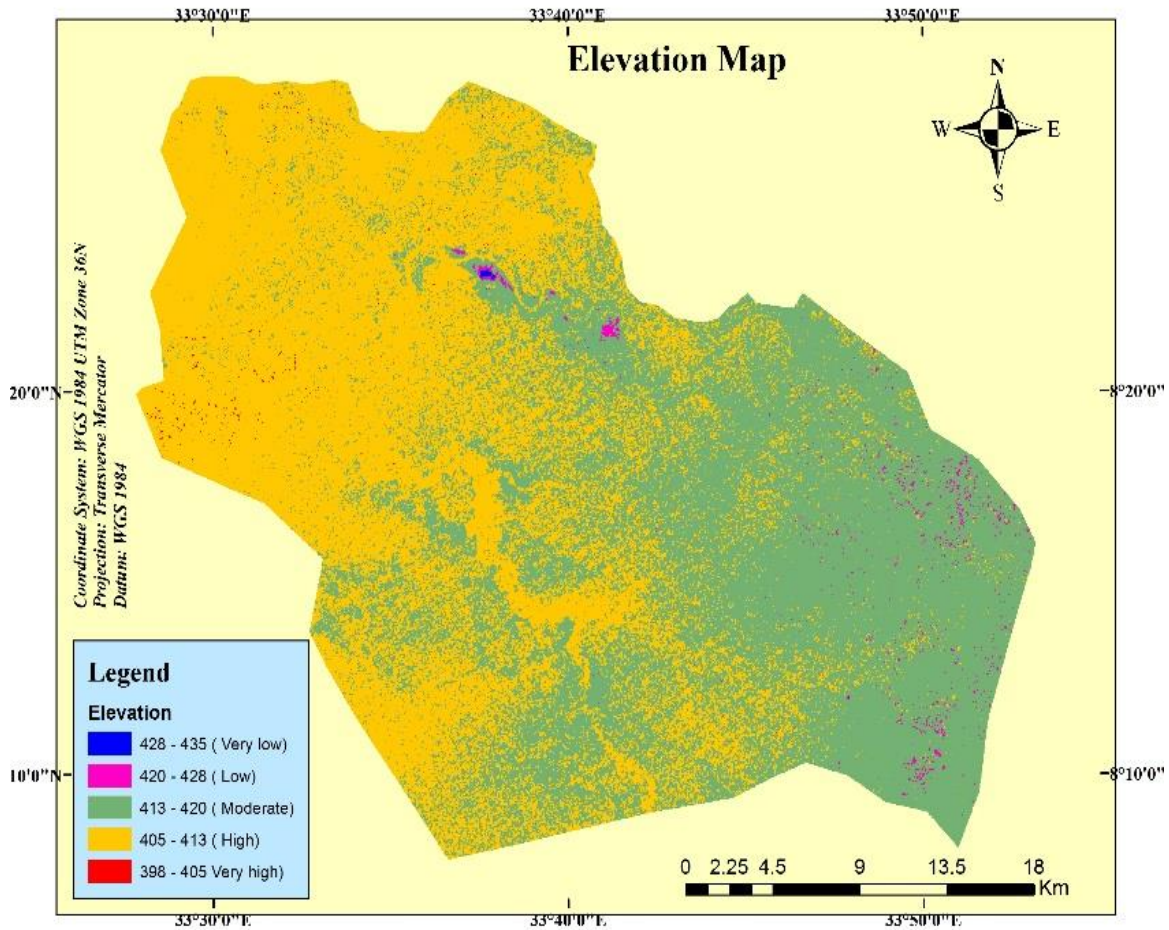 33°30'0"E 33°40'0"E 33°50'0"E
Elevation Map
N
W E
S
20'0"N 8°20'0"
Coordinate System: WGS 1984 UTM Zone 36N
Projection: Transverse Mercator
Datum: WGS 1984
Legend
Elevation
428 - 435 ( Very low)
420 - 428 ( Low)
413 - 420 ( Moderate)
405 - 413 ( High)
398 - 405 Very high)
10'0"N 8°10'0"
0 2.25 4.5 9 13.5 18
Km
33°30'0"E 33°40'0"E 33°50'0"E